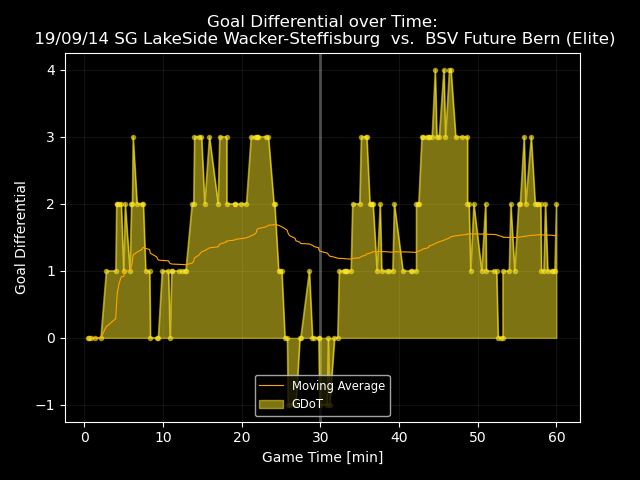 Goal Differential over Time:
19/09/14 SG LakeSide Wacker-Steffisburg  vs.  BSV Future Bern (Elite)
Goal Differential
4
3
2
1
0
−1
Moving Average
GDoT
0 10 20 30 40 50 60
Game Time [min]